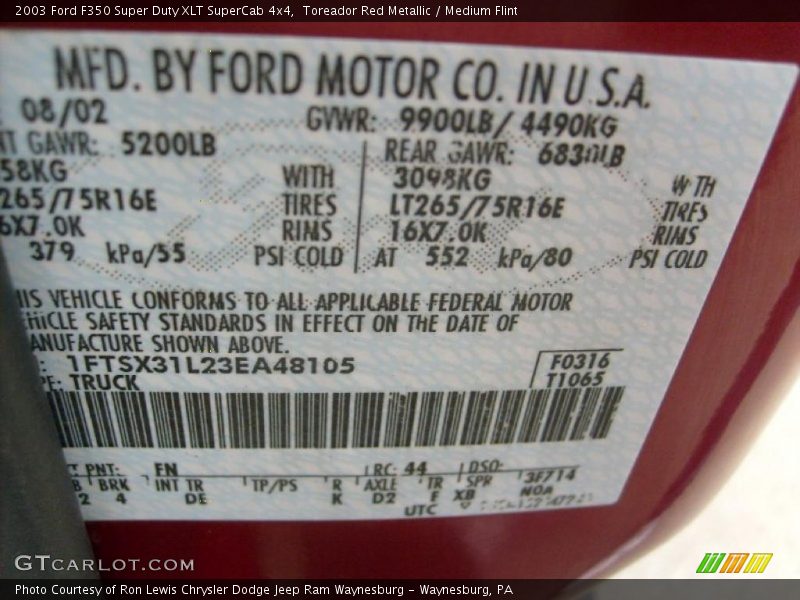 2003 Ford F350 Super Duty XLT SuperCab 4x4,  Toreador Red Metallic / Medium Flint
MFD. BY FORD MOTOR CO. IN U.S.A.
08/02
GVWR: 9900LB/ 4490KG
NT GAWR: 5200LB
REAR GAWR: 6830LB
58KG WITH
3098KG WITH
265/75R16E TIRES
LT265/75R16E TIRES
6X7.0K RIMS
16X7.0K RIMS
379 kPa/55 PSI COLD
AT 552 kPa/80 PSI COLD
HIS VEHICLE CONFORMS TO ALL APPLICABLE FEDERAL MOTOR
EHICLE SAFETY STANDARDS IN EFFECT ON THE DATE OF
ANUFACTURE SHOWN ABOVE.
: 1FTSX31L23EA48105
F0316
PE: TRUCK
T1065
T PNT: FN RC: 44 DSO:
B BRK INT TR TP/PS R AXLE TR SPR 3F714
2 4 DE K D2 E XB NOA
UTC
GTCARLOT.COM
Photo Courtesy of Ron Lewis Chrysler Dodge Jeep Ram Waynesburg - Waynesburg, PA